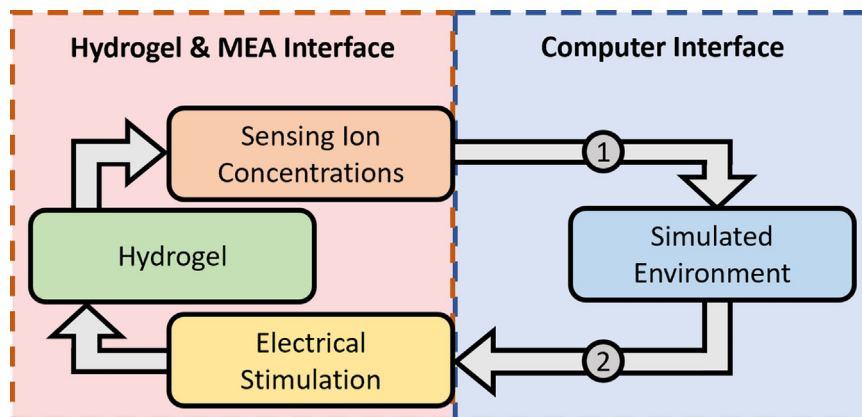 Hydrogel & MEA Interface
Computer Interface
Sensing Ion
Concentrations
1
Hydrogel
Simulated
Environment
Electrical
Stimulation
2